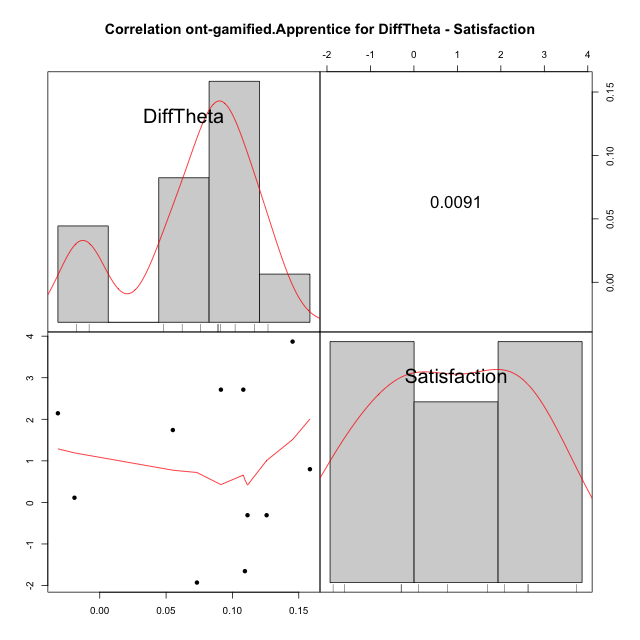 Correlation ont-gamified.Apprentice for DiffTheta - Satisfaction
-2 -1 0 1 2 3 4
DiffTheta
0.15
0.10
0.05
0.00
0.0091
4
3
2
1
0
-1
-2
Satisfaction
0.00 0.05 0.10 0.15